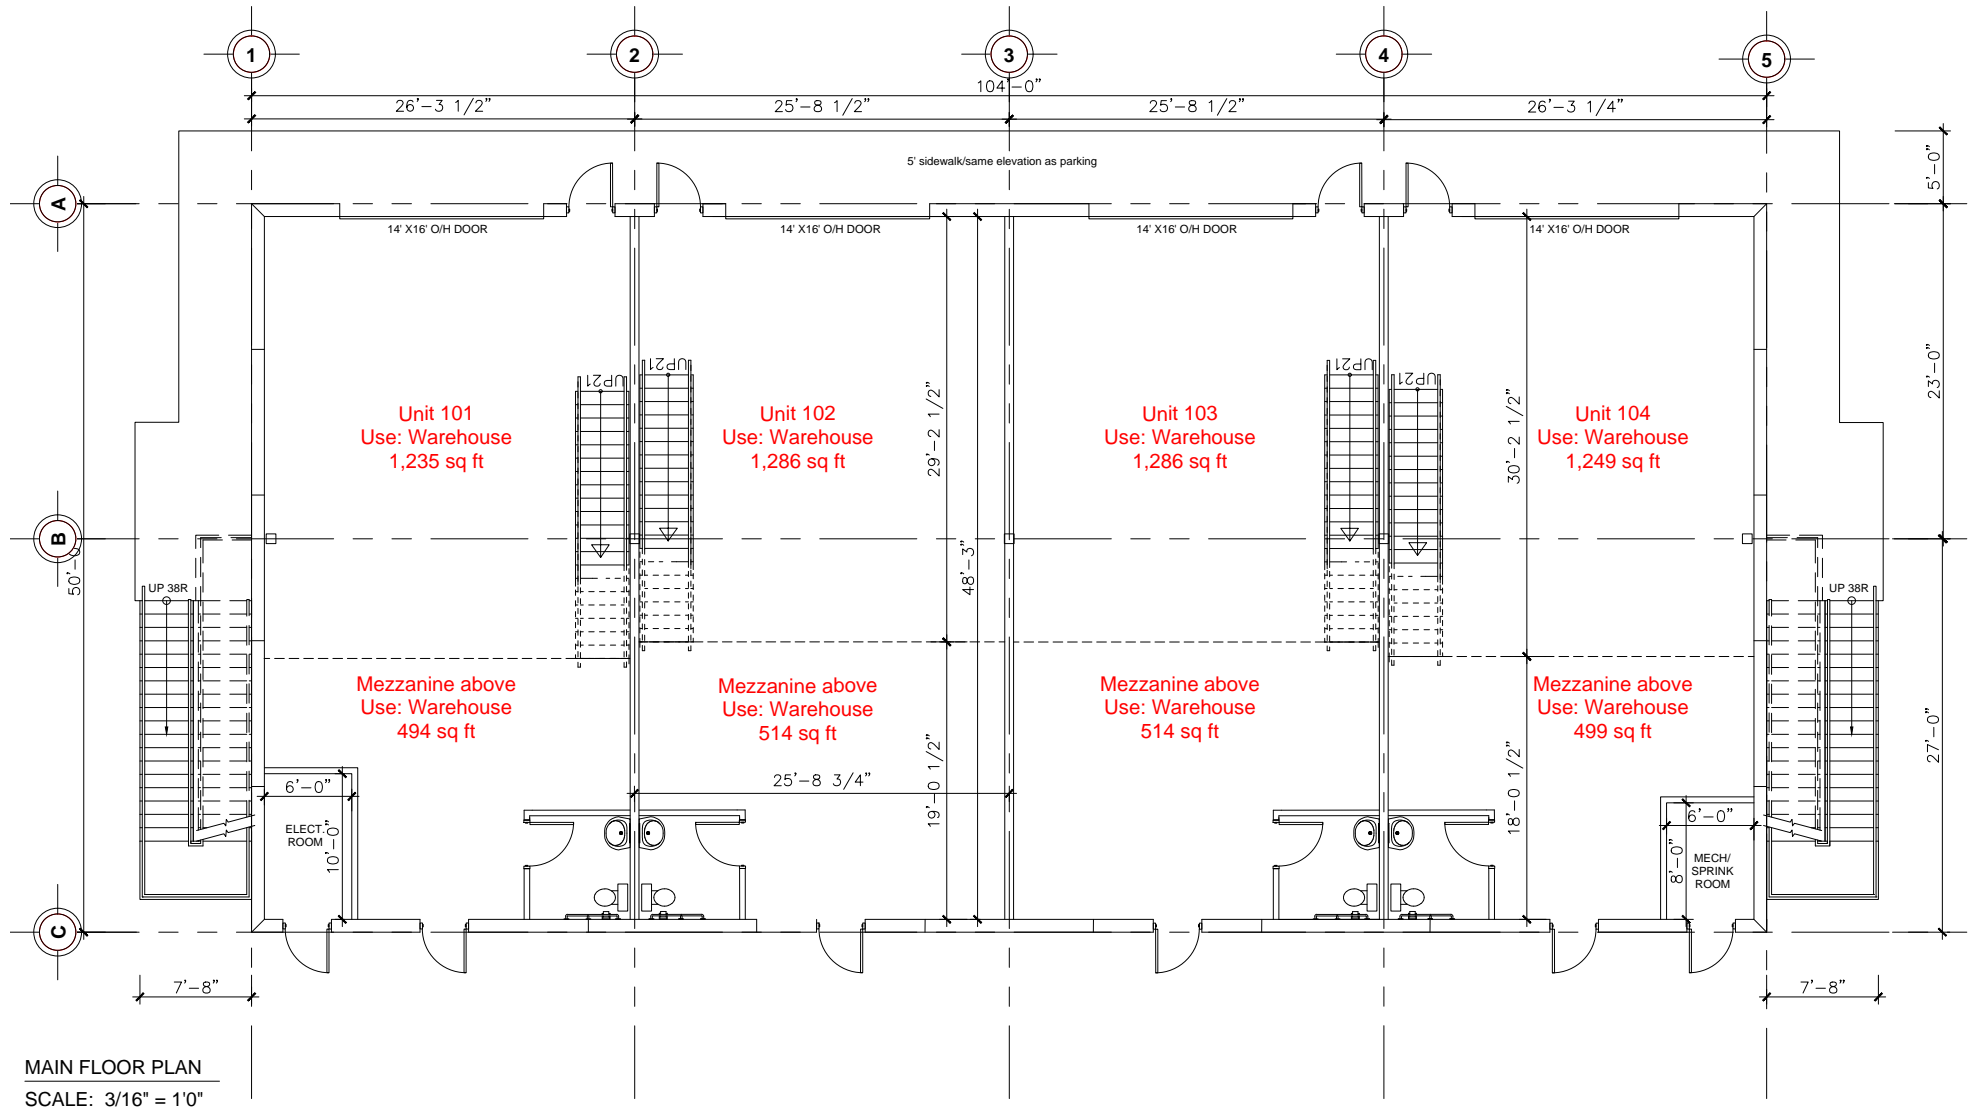 1
2
3
4
5
104'-0"
26'-3 1/2"
25'-8 1/2"
25'-8 1/2"
26'-3 1/4"
5' sidewalk/same elevation as parking
5'-0"
A
14' X16' O/H DOOR
14' X16' O/H DOOR
14' X16' O/H DOOR
14' X16' O/H DOOR
UP21
UP21
UP21
UP21
23'-0"
Unit 101
Use: Warehouse
1,235 sq ft
Unit 102
Use: Warehouse
1,286 sq ft
29'-2 1/2"
Unit 103
Use: Warehouse
1,286 sq ft
30'-2 1/2"
Unit 104
Use: Warehouse
1,249 sq ft
B
50'-0"
48'-3"
UP 38R
UP 38R
Mezzanine above
Use: Warehouse
494 sq ft
Mezzanine above
Use: Warehouse
514 sq ft
Mezzanine above
Use: Warehouse
514 sq ft
Mezzanine above
Use: Warehouse
499 sq ft
27'-0"
6'-0"
25'-8 3/4"
19'-0 1/2"
18'-0 1/2"
6'-0"
ELECT.
ROOM
10'-0"
8'-0"
MECH/
SPRINK
ROOM
C
7'-8"
7'-8"
MAIN FLOOR PLAN
SCALE: 3/16" = 1'0"